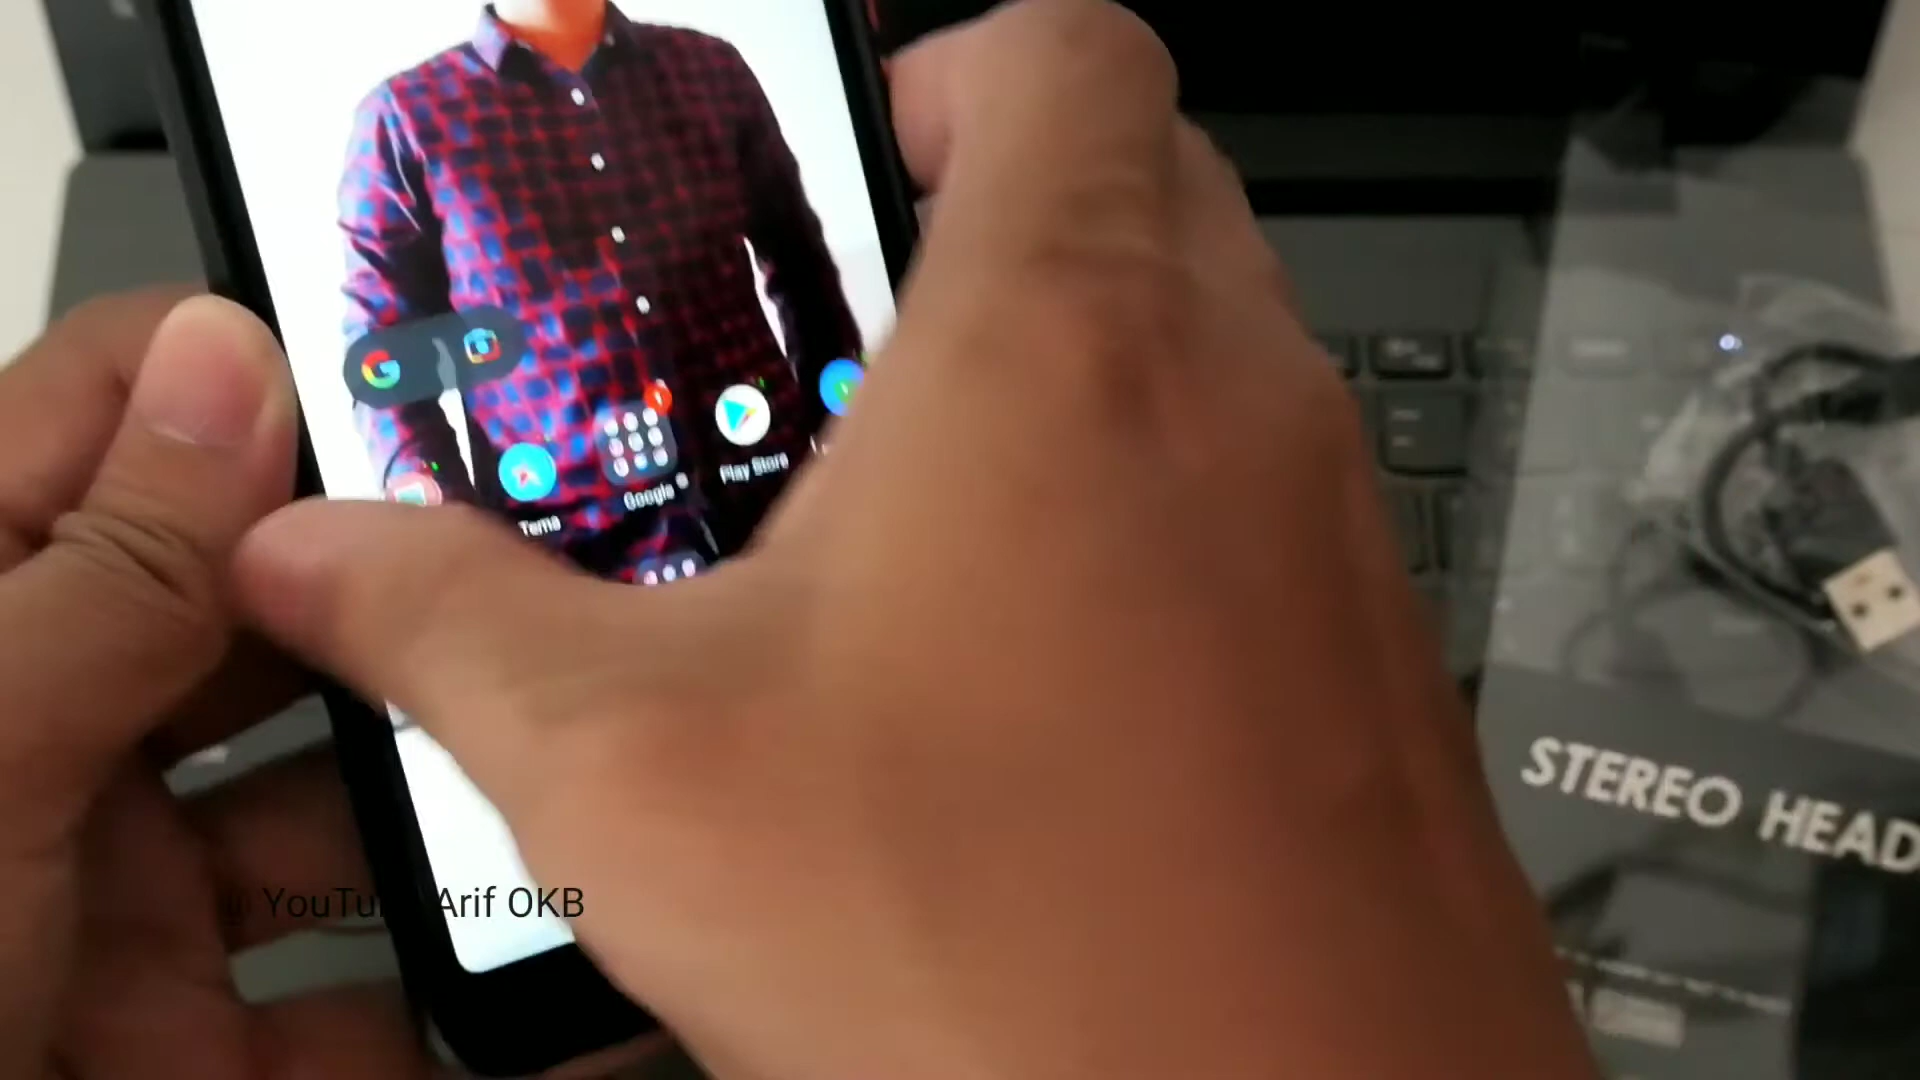 Play Store
Google
Tema
STEREO HEAD
YouTu Arif OKB